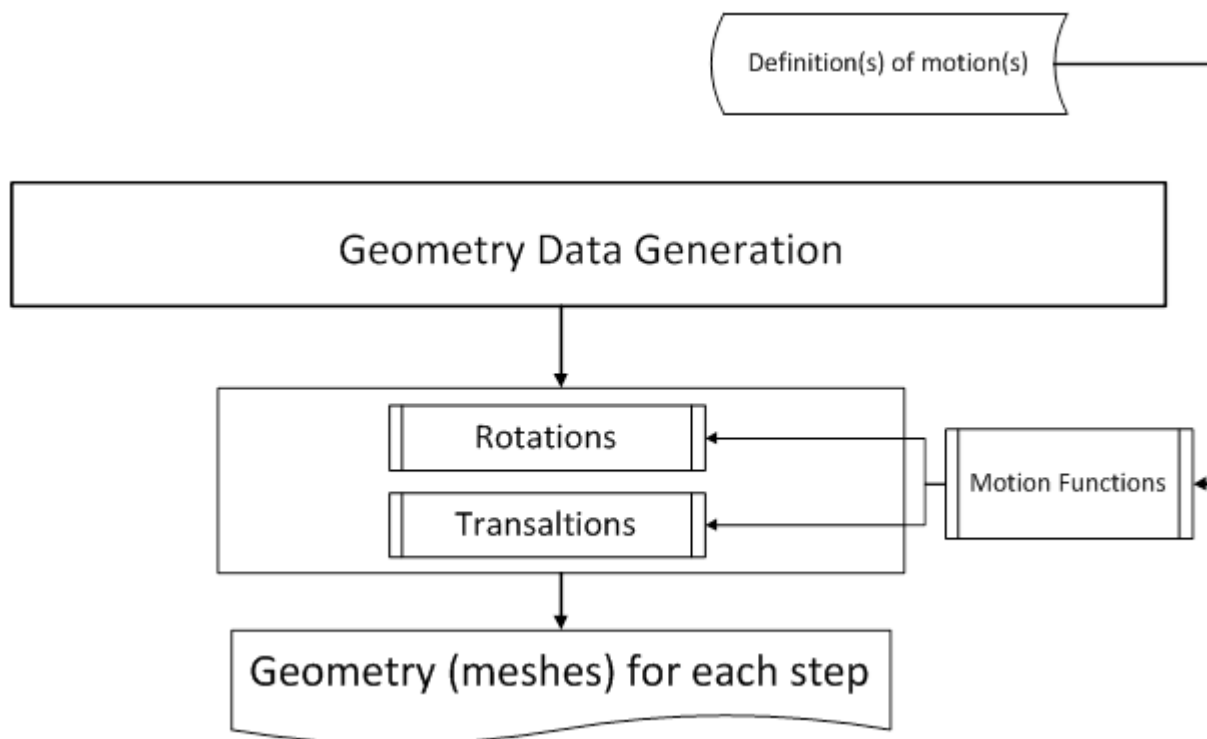 Definition(s) of motion(s)
Geometry Data Generation
Rotations
Transaltions
Motion Functions
Geometry (meshes) for each step